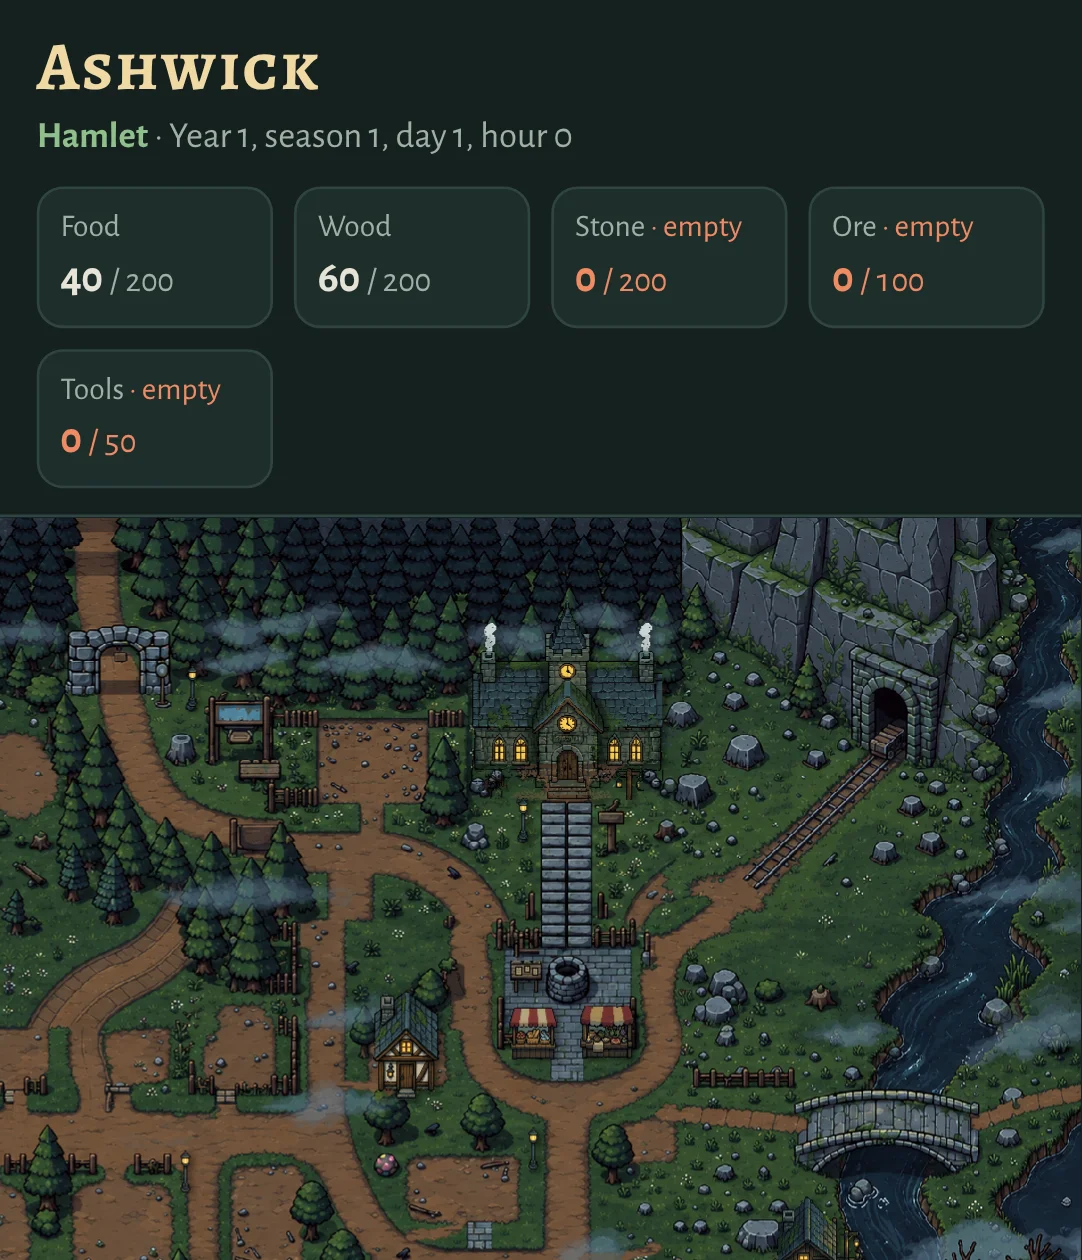 Ashwick
Hamlet · Year 1, season 1, day 1, hour 0
Food
40 / 200
Wood
60 / 200
Stone · empty
0 / 200
Ore · empty
0 / 100
Tools · empty
0 / 50